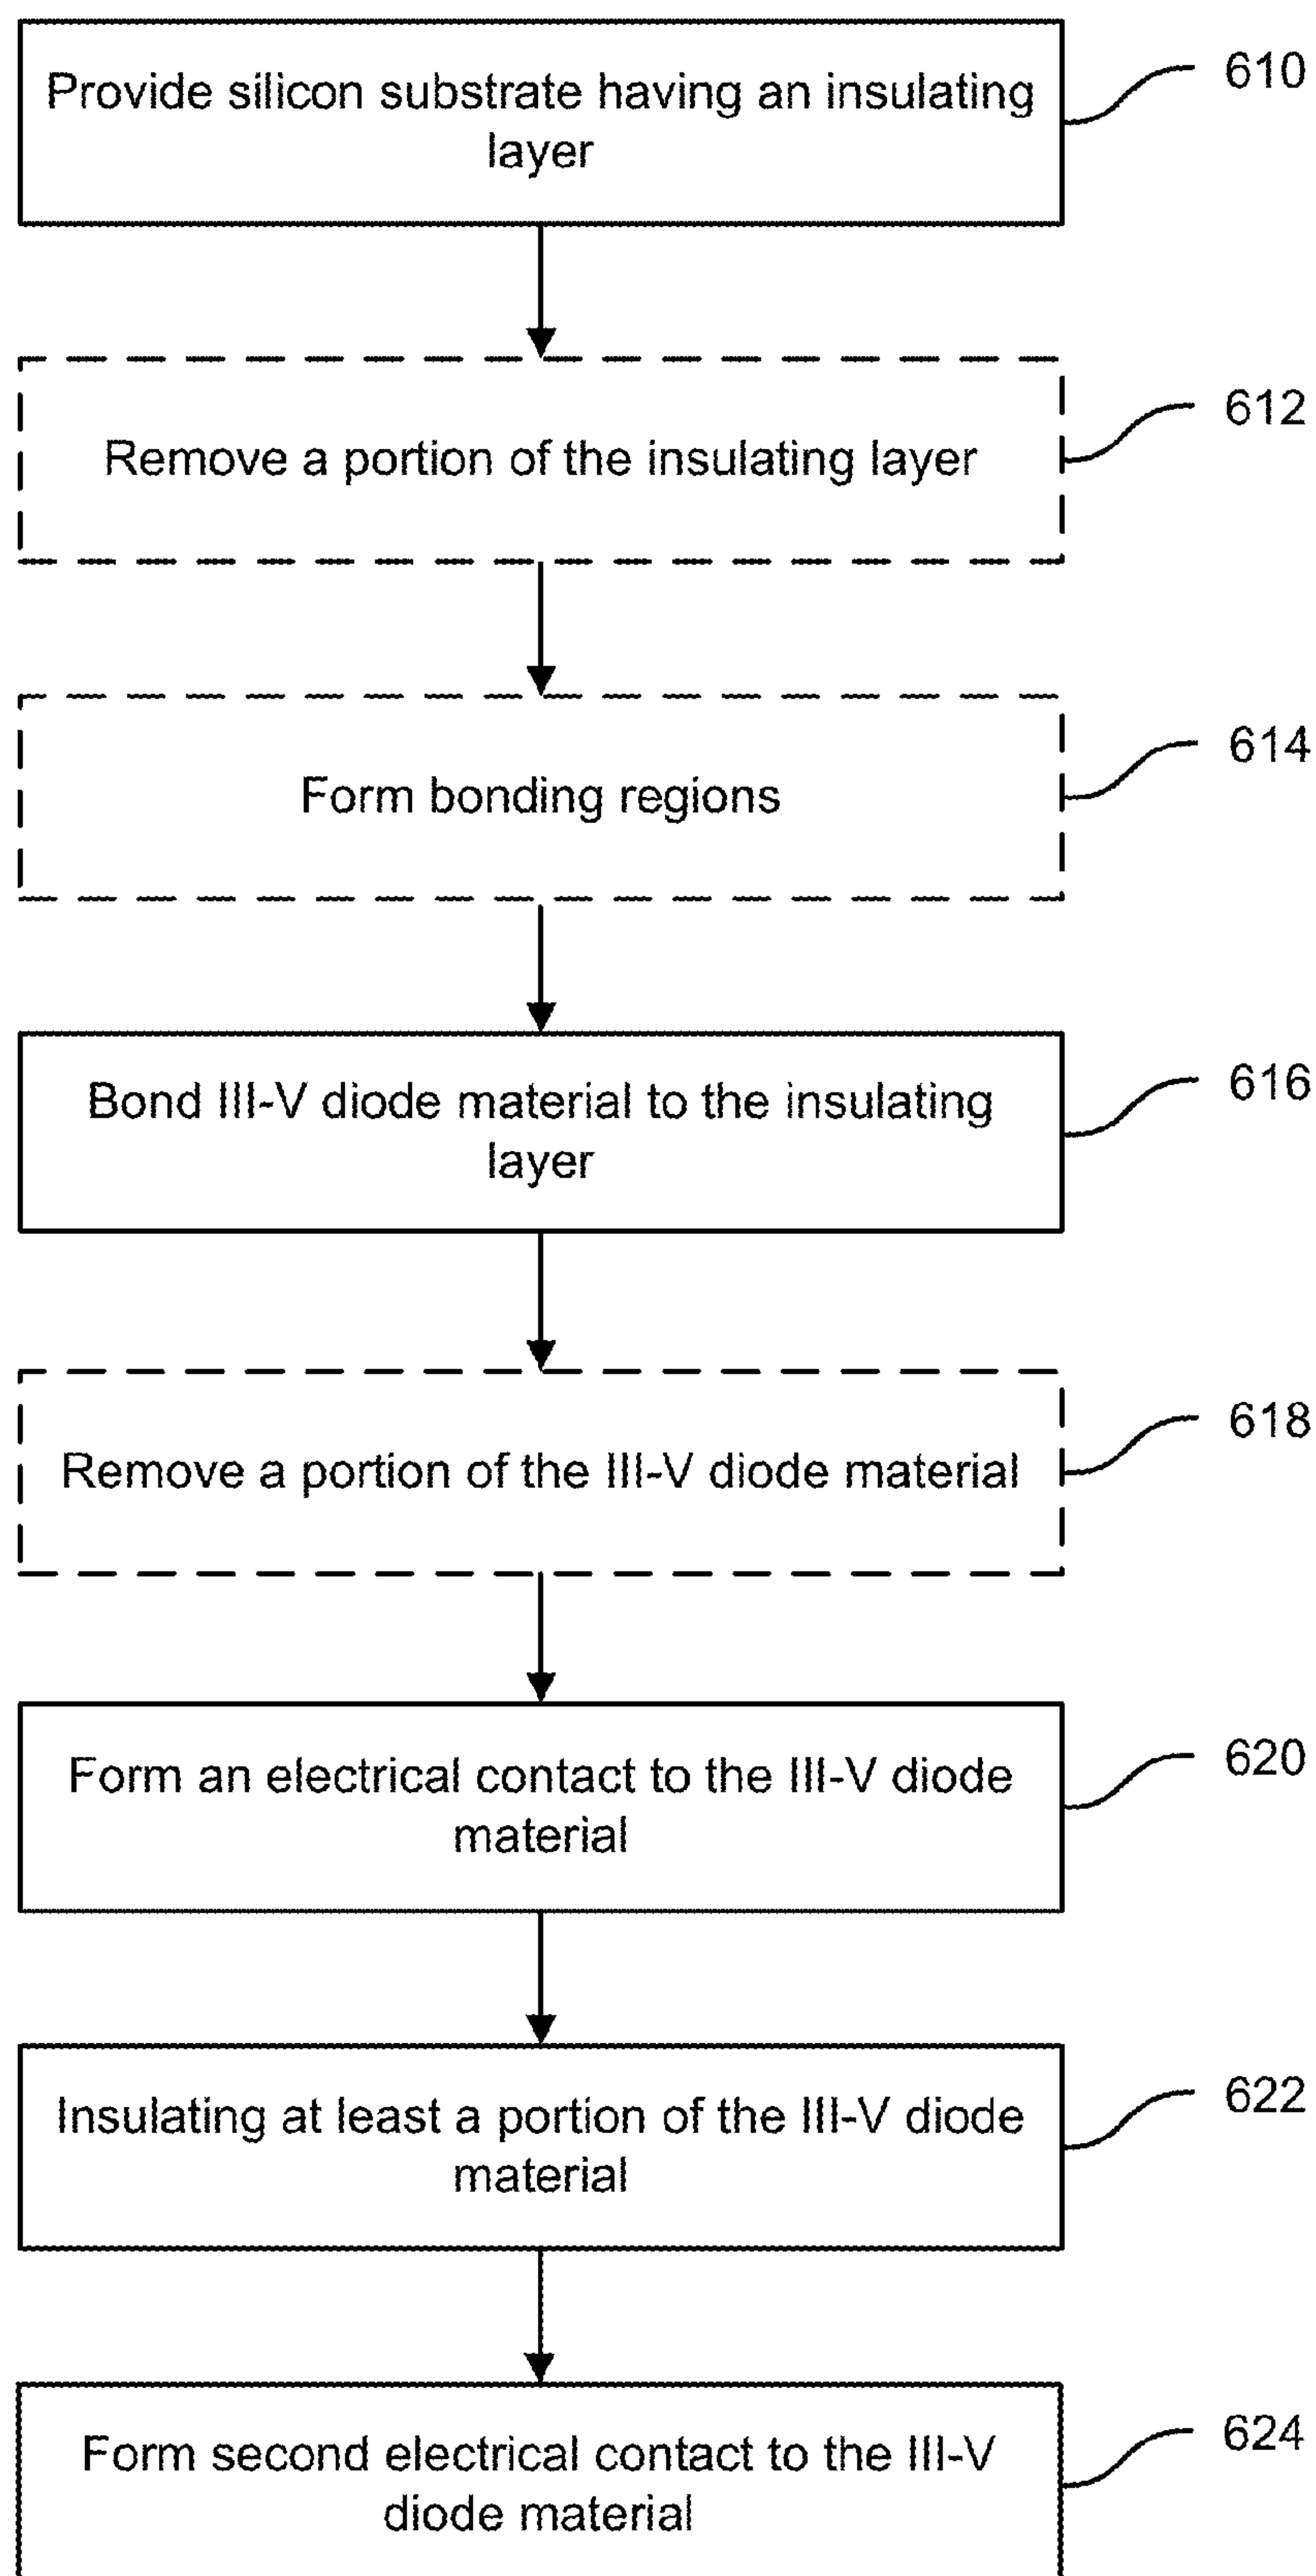 Provide silicon substrate having an insulating
layer
610
Remove a portion of the insulating layer
612
Form bonding regions
614
Bond III-V diode material to the insulating
layer
616
Remove a portion of the III-V diode material
618
Form an electrical contact to the III-V diode
material
620
Insulating at least a portion of the III-V diode
material
622
Form second electrical contact to the III-V
diode material
624